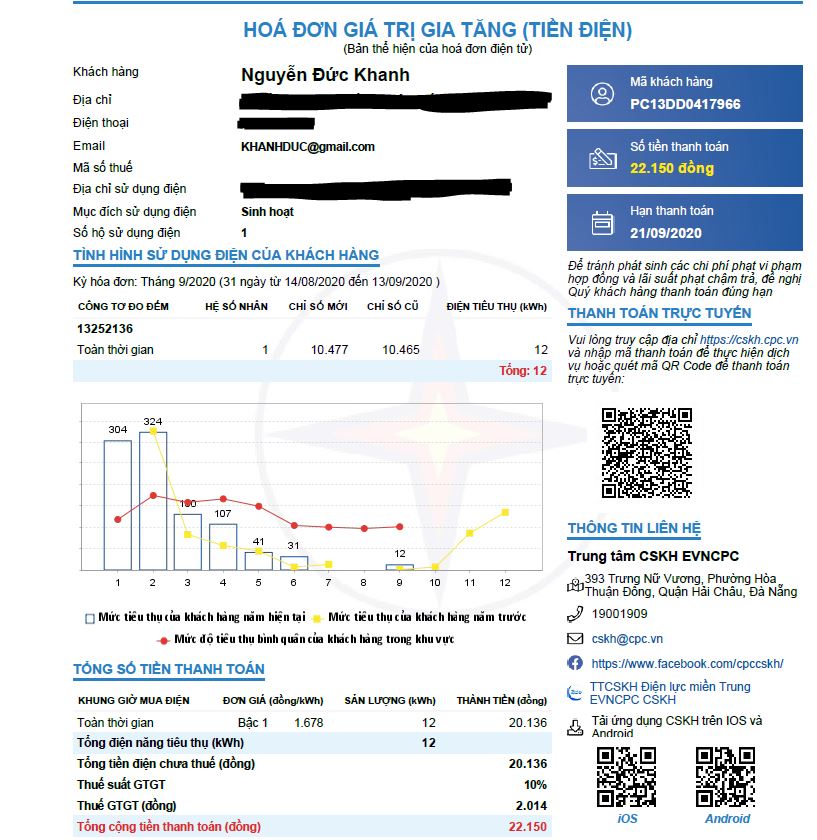 HOÁ ĐƠN GIÁ TRỊ GIA TĂNG (TIỀN ĐIỆN)
(Bản thể hiện của hoá đơn điện tử)
Khách hàng Nguyễn Đức Khanh
Địa chỉ
Điện thoại
Email KHANHDUC@gmail.com
Mã số thuế
Địa chỉ sử dụng điện
Mục đích sử dụng điện Sinh hoạt
Số hộ sử dụng điện 1
Mã khách hàng
PC13DD0417966
Số tiền thanh toán
22.150 đồng
Hạn thanh toán
21/09/2020
Để tránh phát sinh các chi phí phạt vi phạm
hợp đồng và lãi suất phạt chậm trả, đề nghị
Quý khách hàng thanh toán đúng hạn
TÌNH HÌNH SỬ DỤNG ĐIỆN CỦA KHÁCH HÀNG
Kỳ hóa đơn: Tháng 9/2020 (31 ngày từ 14/08/2020 đến 13/09/2020 )
CÔNG TƠ ĐO ĐẾM HỆ SỐ NHÂN CHỈ SỐ MỚI CHỈ SỐ CŨ ĐIỆN TIÊU THỤ (kWh)
13252136
Toàn thời gian 1 10.477 10.465 12
Tổng: 12
THANH TOÁN TRỰC TUYẾN
Vui lòng truy cập địa chỉ https://cskh.cpc.vn
và nhập mã thanh toán để thực hiện dịch
vụ hoặc quét mã QR Code để thanh toán
trực tuyến:
304 324 107 41 31 12
1 2 3 4 5 6 7 8 9 10 11 12
Mức tiêu thụ của khách hàng năm hiện tại Mức tiêu thụ của khách hàng năm trước
Mức độ tiêu thụ bình quân của khách hàng trong khu vực
THÔNG TIN LIÊN HỆ
Trung tâm CSKH EVNCPC
393 Trưng Nữ Vương, Phường Hòa
Thuận Đông, Quận Hải Châu, Đà Nẵng
19001909
cskh@cpc.vn
https://www.facebook.com/cpccskh/
TTCSKH Điện lực miền Trung
EVNCPC CSKH
Tải ứng dụng CSKH trên IOS và
Android
iOS Android
TỔNG SỐ TIỀN THANH TOÁN
KHUNG GIỜ MUA ĐIỆN ĐƠN GIÁ (đồng/kWh) SẢN LƯỢNG (kWh) THÀNH TIỀN (đồng)
Toàn thời gian Bậc 1 1.678 12 20.136
Tổng điện năng tiêu thụ (kWh) 12
Tổng tiền điện chưa thuế (đồng) 20.136
Thuế suất GTGT 10%
Thuế GTGT (đồng) 2.014
Tổng cộng tiền thanh toán (đồng) 22.150